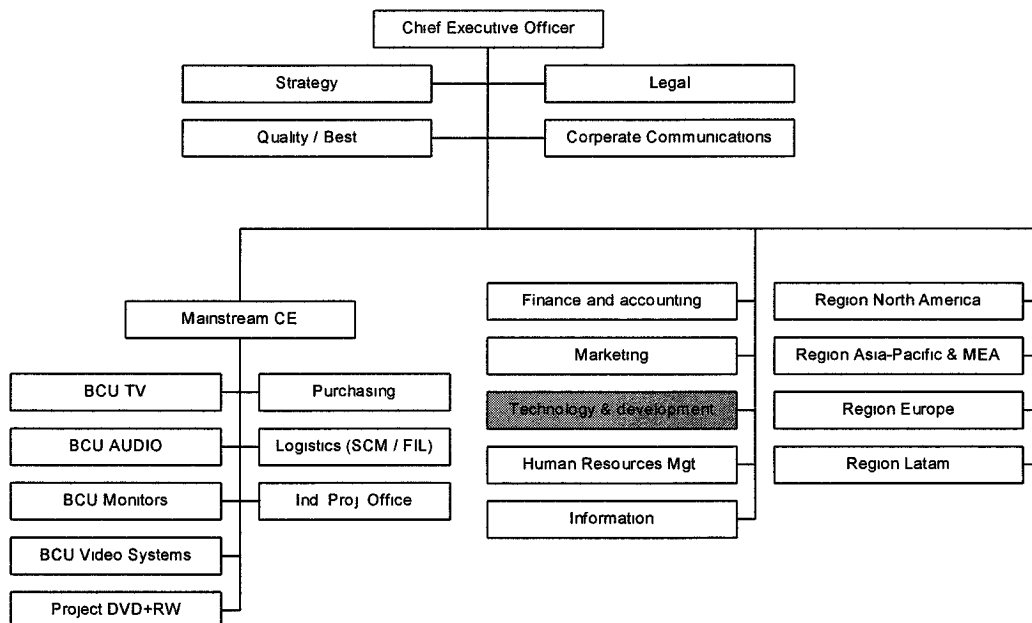 Chief Executive Officer
Strategy
Legal
Quality / Best
Corperate Communications
Mainstream CE
BCU TV
Purchasing
BCU AUDIO
Logistics (SCM / FIL)
BCU Monitors
Ind Proj Office
BCU Video Systems
Project DVD+RW
Finance and accounting
Marketing
Technology & development
Human Resources Mgt
Information
Region North America
Region Asia-Pacific & MEA
Region Europe
Region Latam